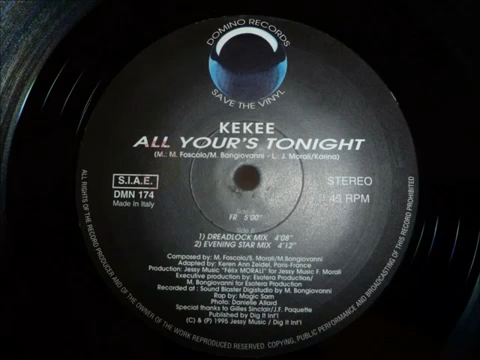 DOMINO RECORDS
SAVE THE VINYL
KEKEE
ALL YOUR'S TONIGHT
(M.: M. Foscolo/M. Bongiovanni - L.: J. Morali/Karina)
S.I.A.E.
DMN 174
Made in Italy
STEREO
45 RPM
5'00"
1) DREADLOCK MIX 4'08"
2) EVENING STAR MIX 4'12"
Composed by: M. Foscolo/S. Morali/M.Bongiovanni
Adapted by: Keren Ann Zeidel, Paris-France
Production: Jessy Music "Félix MORALI" for Jessy Music F. Morali
Executive production by: Esotera Production/
M. Bongiovanni for Esotera Production
Recorded at : Sound Blaster Digistudio by M. Bongiovanni
Rap by: Magic Sam
Photo: Danielle Allard
Special thanks to Gilles Sinclair/J.F. Paquette
Published by Dig It Int'l
(C) & (P) 1995 Jessy Music / Dig It Int'l
ALL RIGHTS OF THE RECORD PRODUCER AND OF THE OWNER OF THE WORK REPRODUCED RESERVED. COPYING, PUBLIC PERFORMANCE AND BROADCASTING OF THIS RECORD PROHIBITED